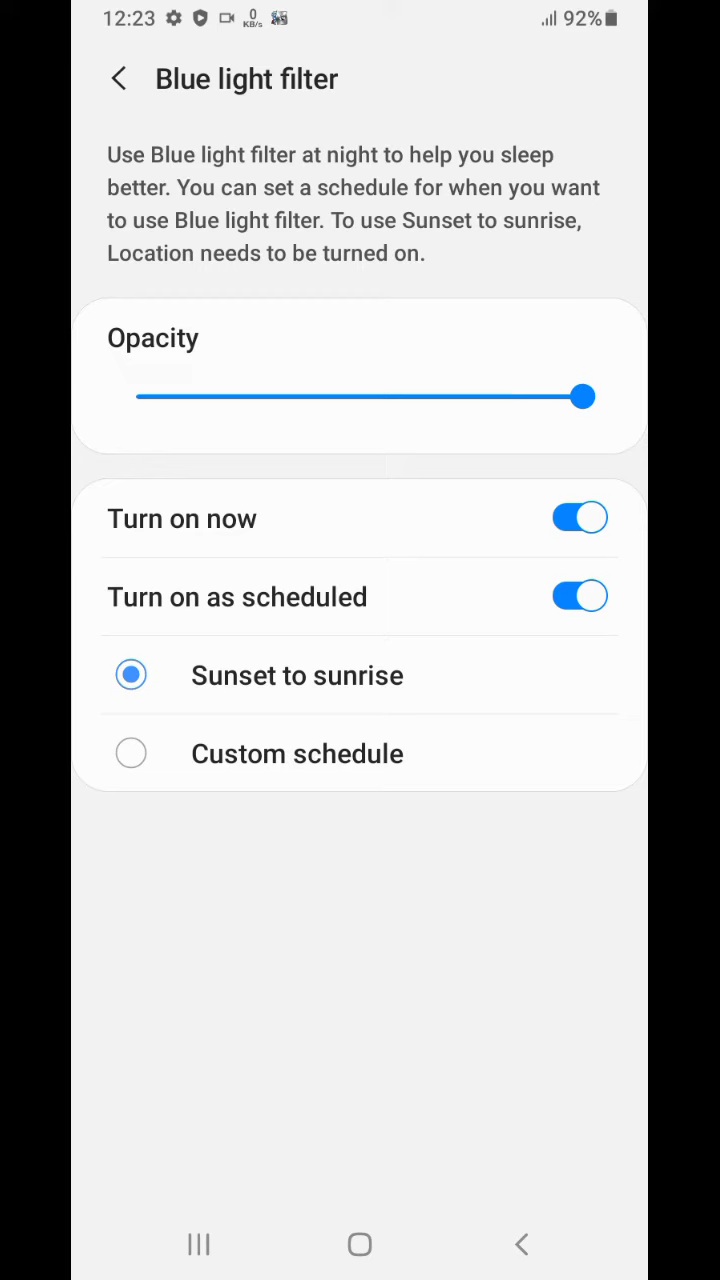 12:23 0 KB/s 92%
Blue light filter
Use Blue light filter at night to help you sleep
better. You can set a schedule for when you want
to use Blue light filter. To use Sunset to sunrise,
Location needs to be turned on.
Opacity
Turn on now
Turn on as scheduled
Sunset to sunrise
Custom schedule